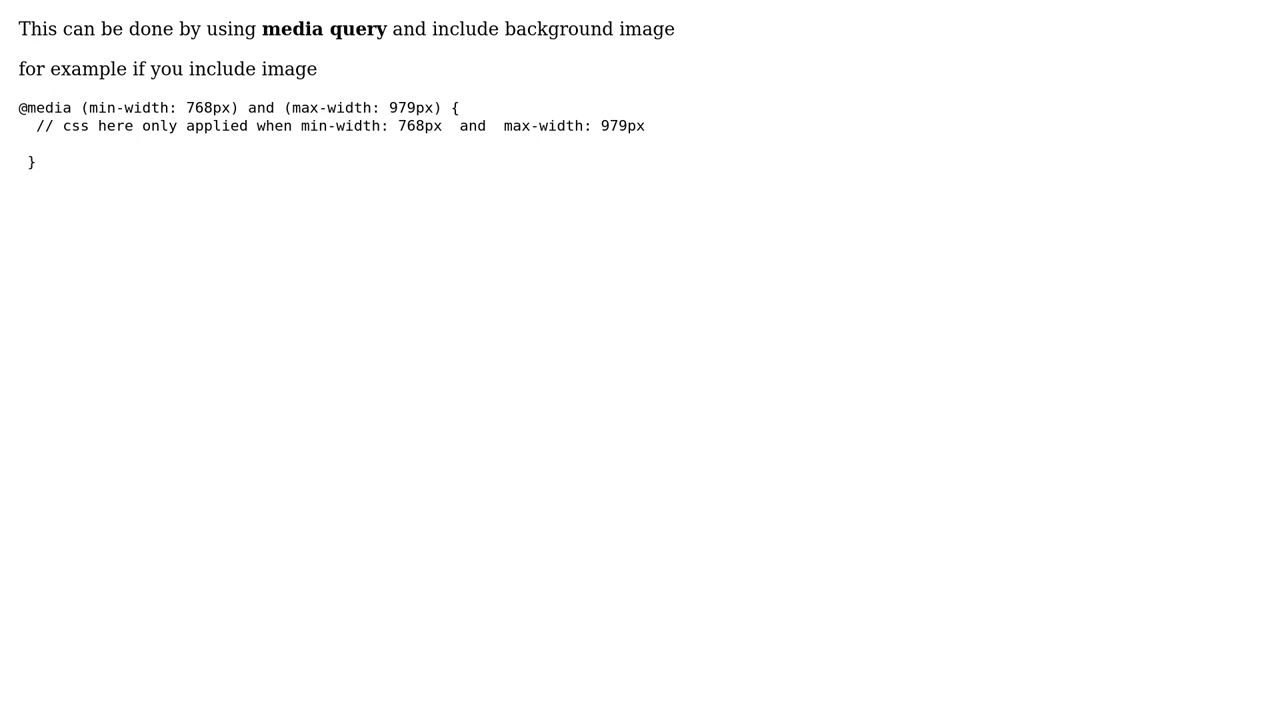 This can be done by using media query and include background image
for example if you include image
@media (min-width: 768px) and (max-width: 979px) {
  // css here only applied when min-width: 768px  and  max-width: 979px
 }